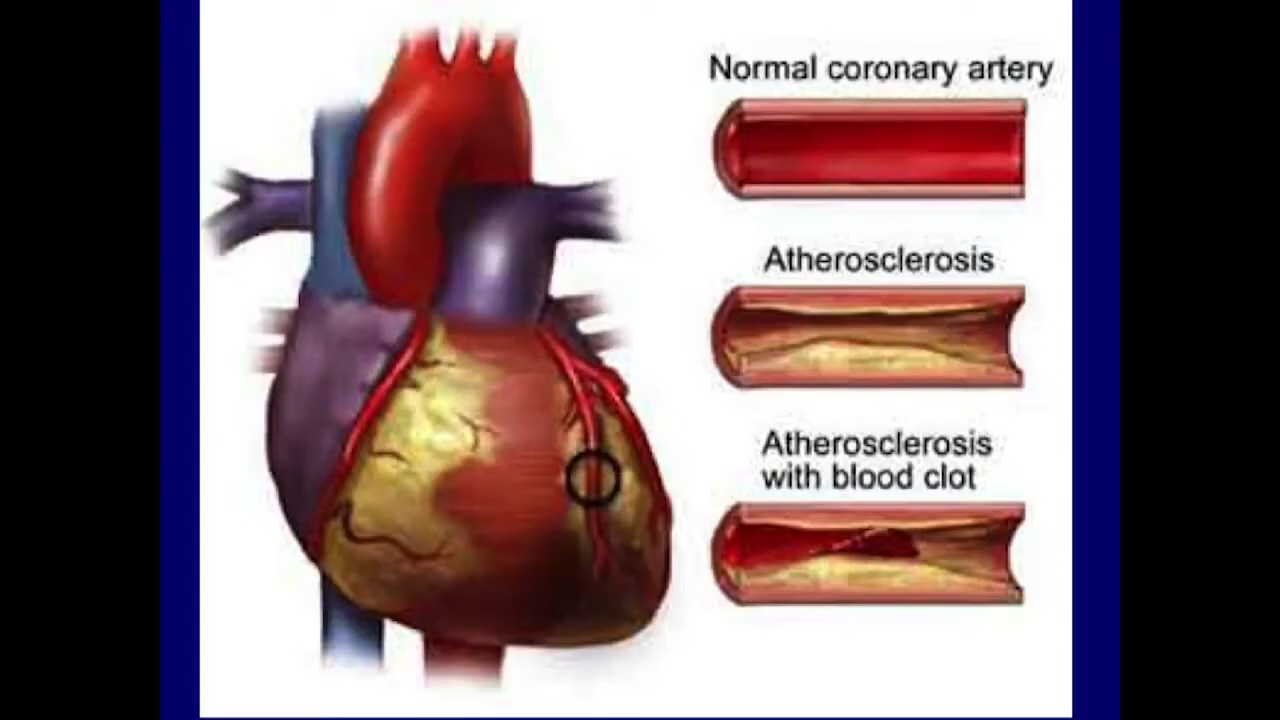 Normal coronary artery
Atherosclerosis
Atherosclerosis
with blood clot